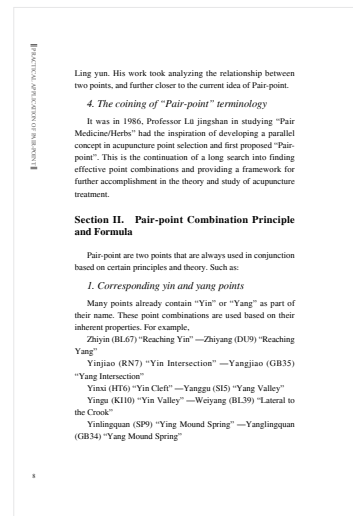 PRACTICAL APPLICATION OF PAIR-POINT
Ling yun. His work took analyzing the relationship between
two points, and further closer to the current idea of Pair-point.
4. The coining of “Pair-point” terminology
It was in 1986, Professor Lü jingshan in studying “Pair
Medicine/Herbs” had the inspiration of developing a parallel
concept in acupuncture point selection and first proposed “Pair-
point”. This is the continuation of a long search into finding
effective point combinations and providing a framework for
further accomplishment in the theory and study of acupuncture
treatment.
Section II. Pair-point Combination Principle
and Formula
Pair-point are two points that are always used in conjunction
based on certain principles and theory. Such as:
1. Corresponding yin and yang points
Many points already contain “Yin” or “Yang” as part of
their name. These point combinations are used based on their
inherent properties. For example,
Zhiyin (BL67) “Reaching Yin” —Zhiyang (DU9) “Reaching
Yang”
Yinjiao (RN7) “Yin Intersection” —Yangjiao (GB35)
“Yang Intersection”
Yinxi (HT6) “Yin Cleft” —Yanggu (SI5) “Yang Valley”
Yingu (KI10) “Yin Valley” —Weiyang (BL39) “Lateral to
the Crook”
Yinlingquan (SP9) “Ying Mound Spring” —Yanglingquan
(GB34) “Yang Mound Spring”
8